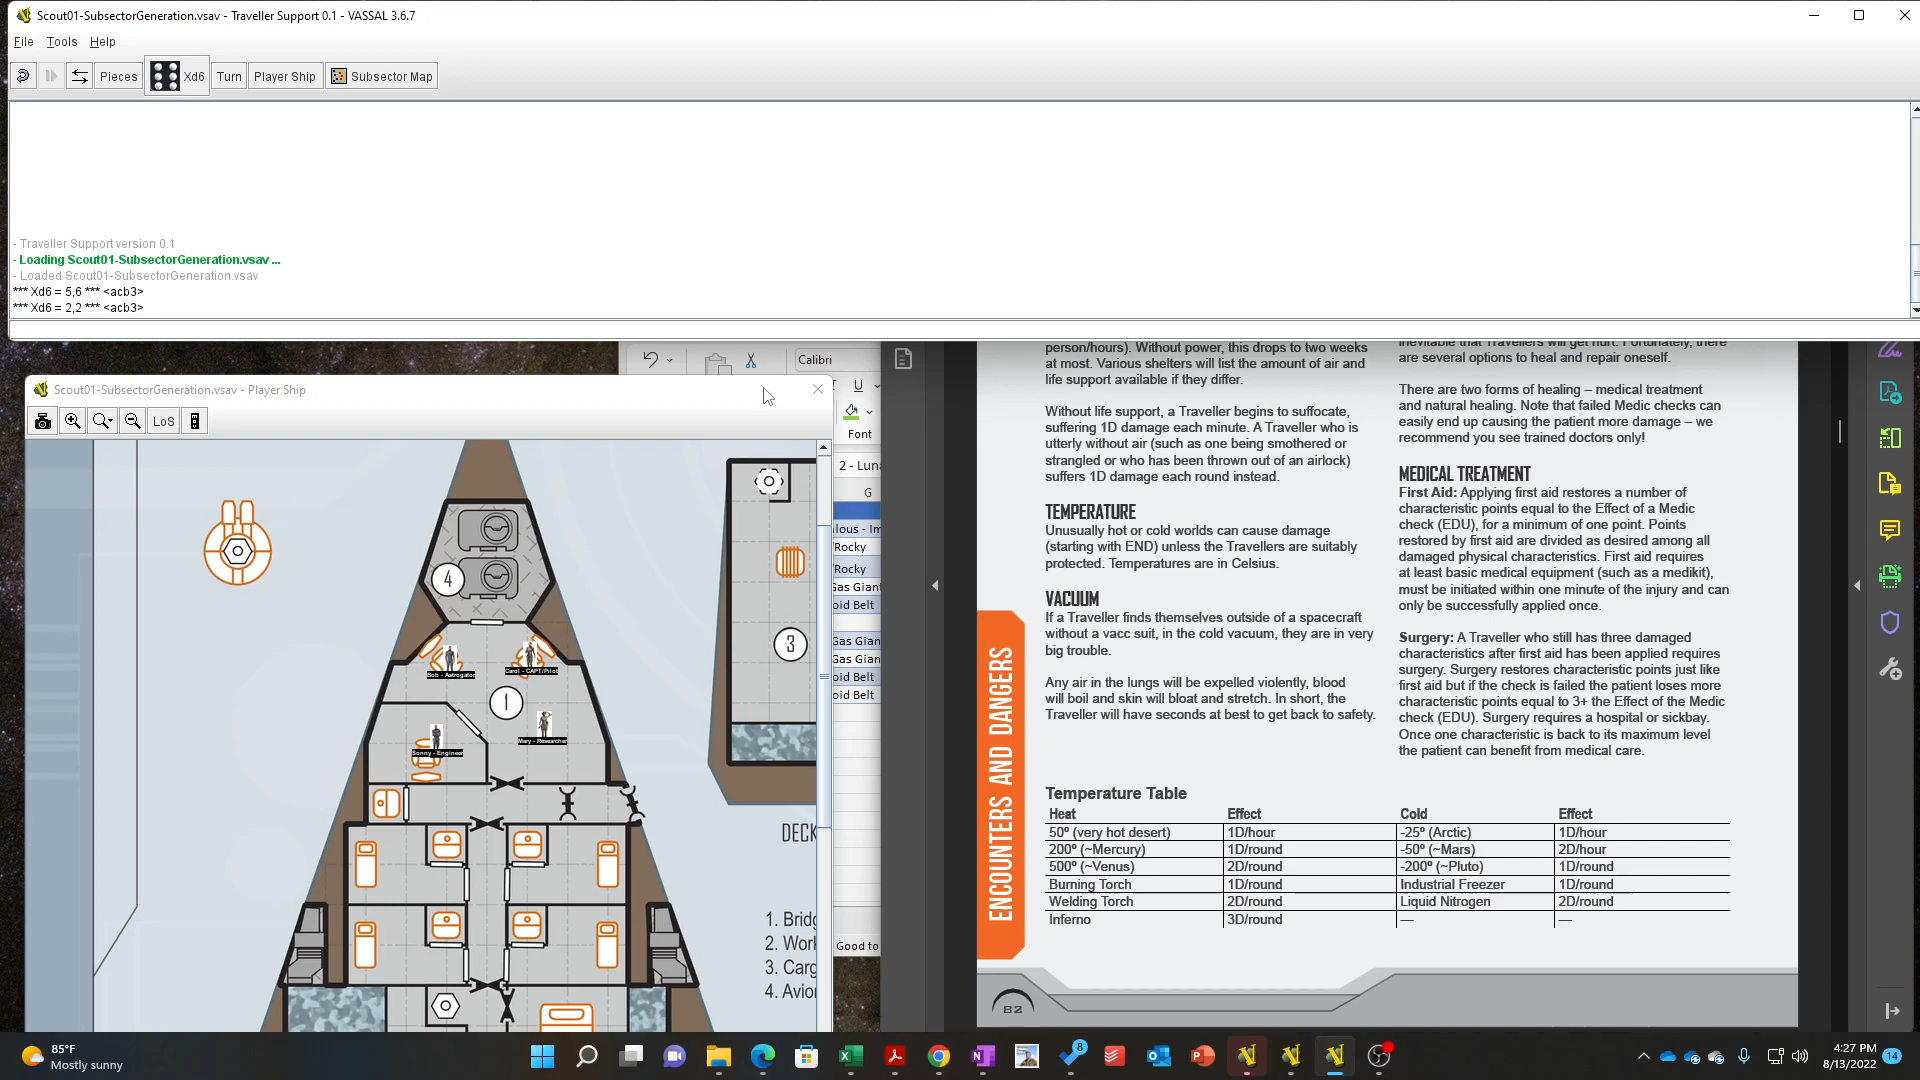 Scout01-SubsectorGeneration.vsav - Traveller Support 0.1 - VASSAL 3.6.7
File Tools Help
Pieces Xd6 Turn Player Ship Subsector Map
- Traveller Support version 0.1
- Loading Scout01-SubsectorGeneration.vsav ...
- Loaded Scout01-SubsectorGeneration.vsav
*** Xd6 = 5,6 *** <acb3>
*** Xd6 = 2,2 *** <acb3>
Scout01-SubsectorGeneration.vsav - Player Ship
LoS
4
Bob - Astrogator
Carol - CAPT/Pilot
1
Sonny - Engineer
Mary - Researcher
3
DECK
1. Bridg
2. Work
3. Carg
4. Avio
Calibri
U
Font
2 - Luna
G
lous - Im
Rocky
Rocky
Gas Giant
oid Belt
Gas Gian
Gas Gian
oid Belt
oid Belt
Good to
person/hours). Without power, this drops to two weeks
at most. Various shelters will list the amount of air and
life support available if they differ.
Without life support, a Traveller begins to suffocate,
suffering 1D damage each minute. A Traveller who is
utterly without air (such as one being smothered or
strangled or who has been thrown out of an airlock)
suffers 1D damage each round instead.
TEMPERATURE
Unusually hot or cold worlds can cause damage
(starting with END) unless the Travellers are suitably
protected. Temperatures are in Celsius.
VACUUM
If a Traveller finds themselves outside of a spacecraft
without a vacc suit, in the cold vacuum, they are in very
big trouble.
Any air in the lungs will be expelled violently, blood
will boil and skin will bloat and stretch. In short, the
Traveller will have seconds at best to get back to safety.
inevitable that Travellers will get hurt. Fortunately, there
are several options to heal and repair oneself.
There are two forms of healing – medical treatment
and natural healing. Note that failed Medic checks can
easily end up causing the patient more damage – we
recommend you see trained doctors only!
MEDICAL TREATMENT
First Aid: Applying first aid restores a number of
characteristic points equal to the Effect of a Medic
check (EDU), for a minimum of one point. Points
restored by first aid are divided as desired among all
damaged physical characteristics. First aid requires
at least basic medical equipment (such as a medikit),
must be initiated within one minute of the injury and can
only be successfully applied once.
Surgery: A Traveller who still has three damaged
characteristics after first aid has been applied requires
surgery. Surgery restores characteristic points just like
first aid but if the check is failed the patient loses more
characteristic points equal to 3+ the Effect of the Medic
check (EDU). Surgery requires a hospital or sickbay.
Once one characteristic is back to its maximum level
the patient can benefit from medical care.
ENCOUNTERS AND DANGERS
Temperature Table
Heat Effect Cold Effect
50º (very hot desert) 1D/hour -25º (Arctic) 1D/hour
200º (~Mercury) 1D/round -50º (~Mars) 2D/hour
500º (~Venus) 2D/round -200º (~Pluto) 1D/round
Burning Torch 1D/round Industrial Freezer 1D/round
Welding Torch 2D/round Liquid Nitrogen 2D/round
Inferno 3D/round — —
82
85°F
Mostly sunny
8
4:27 PM
8/13/2022
14